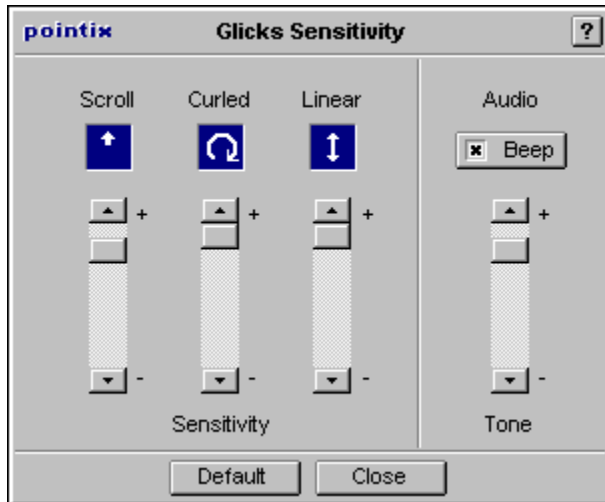 pointix Glicks Sensitivity ?
Scroll Curled Linear Audio
Beep
+ + + +
- - - -
Sensitivity Tone
Default Close